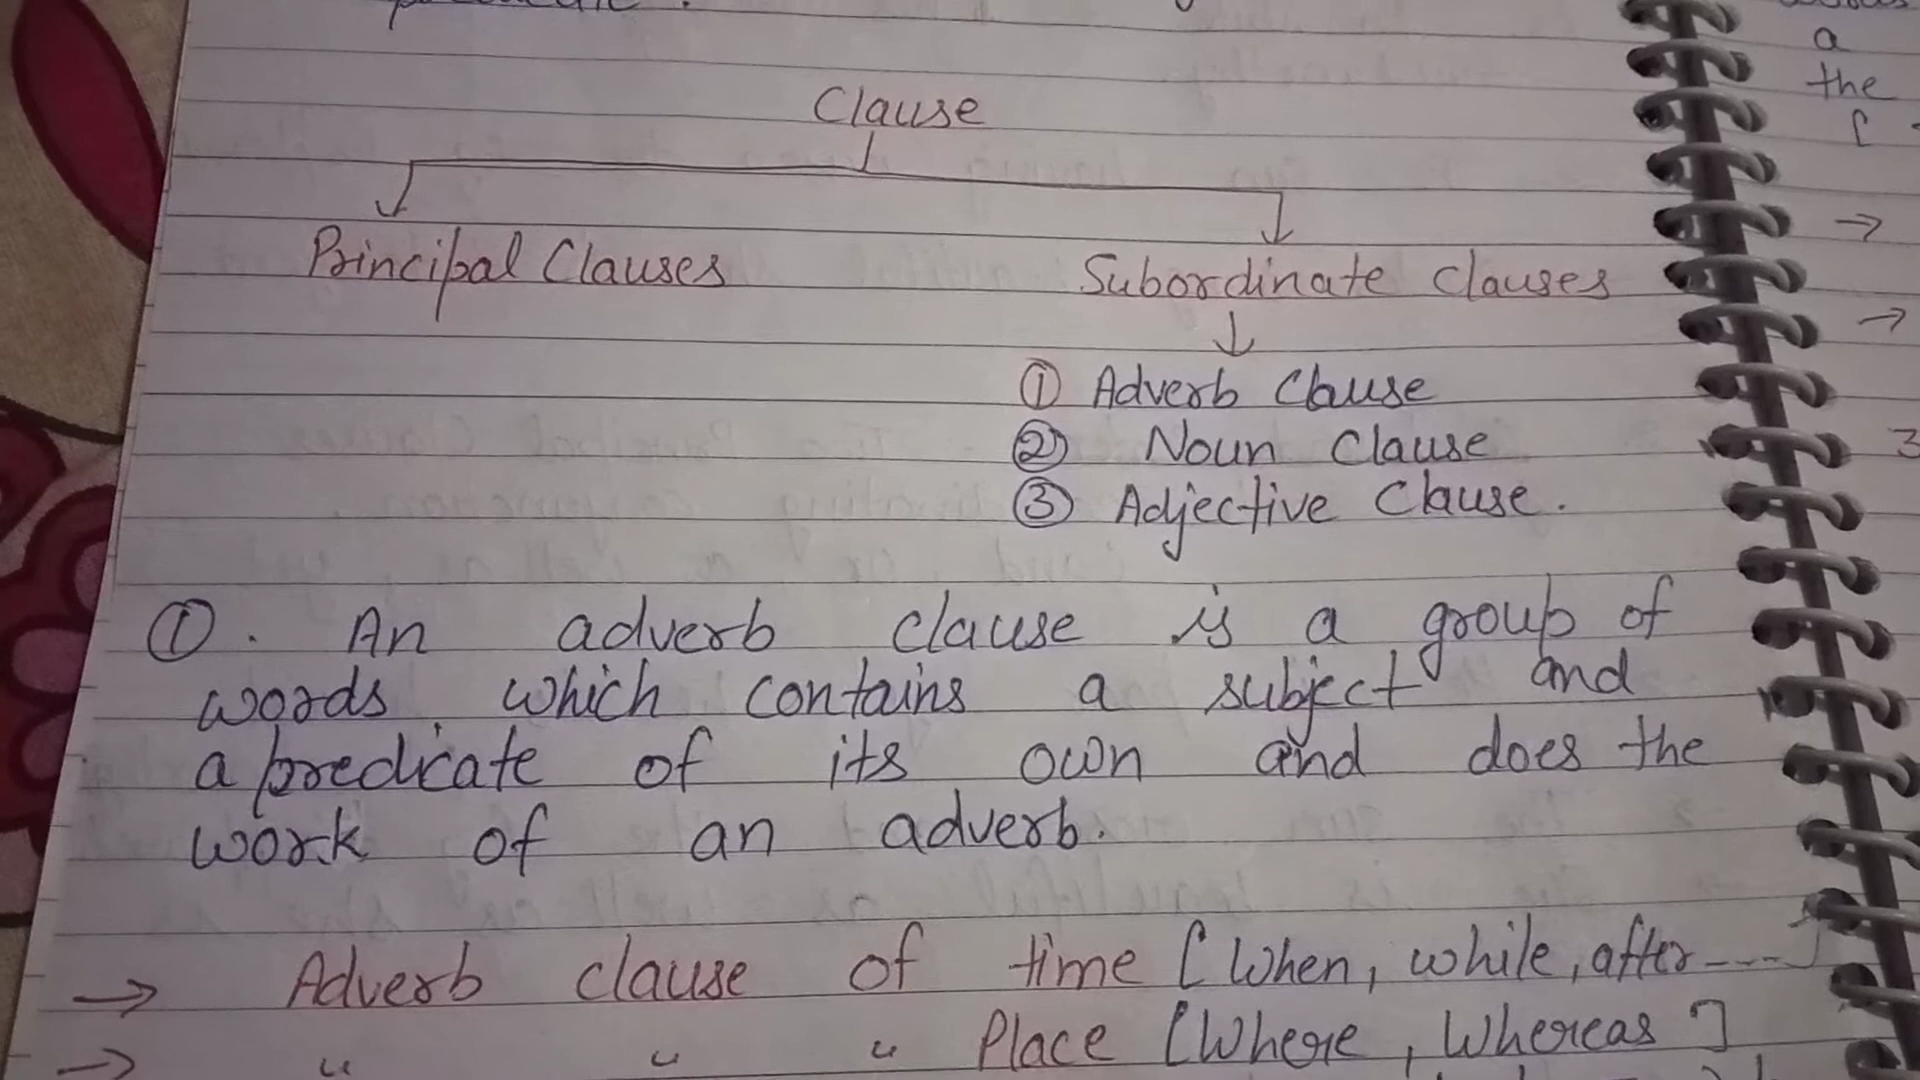 Clause
Principal Clauses
Subordinate Clauses
① Adverb Clause
② Noun Clause
③ Adjective Clause.
①. An adverb clause is a group of
words which contains a subject and
a predicate of its own and does the
work of an adverb.
→ Adverb clause of time [When, while, after----]
→ " " " Place [Where, Whereas]
a
the
[
→
→
3